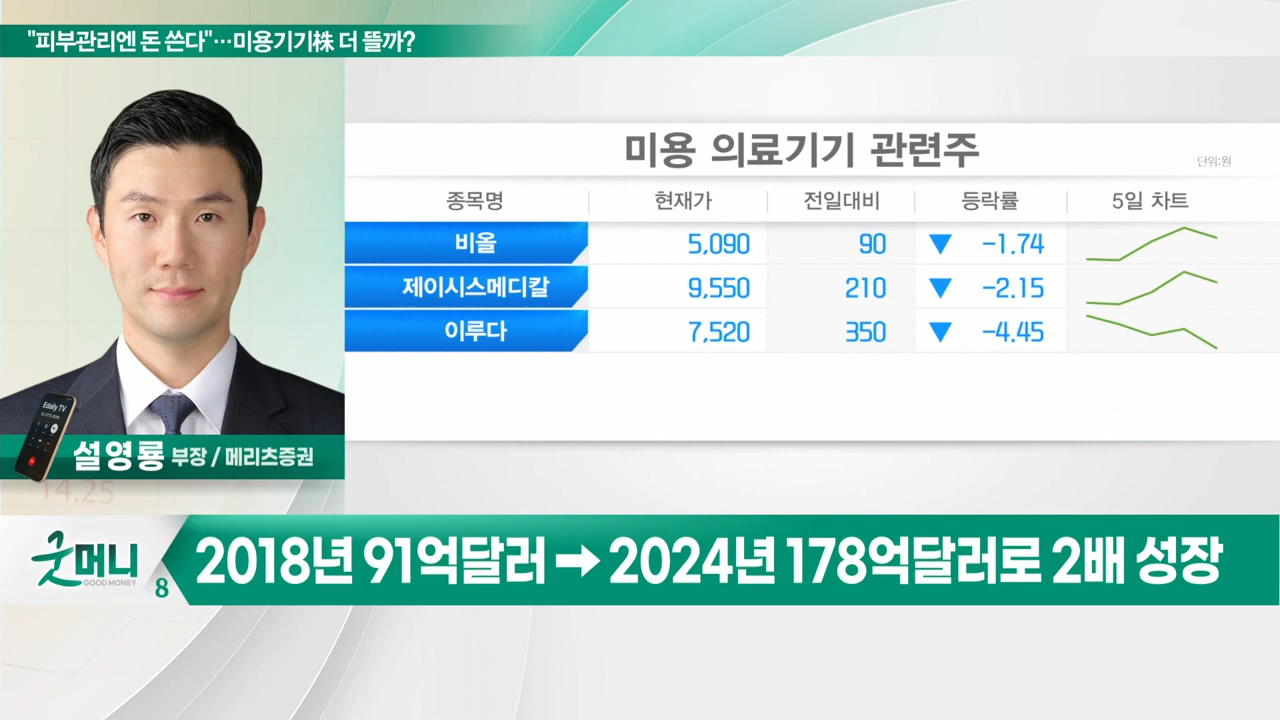 "피부관리엔 돈 쓴다"…미용기기株 더 뜰까?
미용 의료기기 관련주
단위:원
종목명 현재가 전일대비 등락률 5일 차트
비올 5,090 90 ▼ -1.74
제이시스메디칼 9,550 210 ▼ -2.15
이루다 7,520 350 ▼ -4.45
Edaily TV
설영룡 부장 / 메리츠증권
14.25
굿머니
GOOD MONEY
8
2018년 91억달러 ➡ 2024년 178억달러로 2배 성장